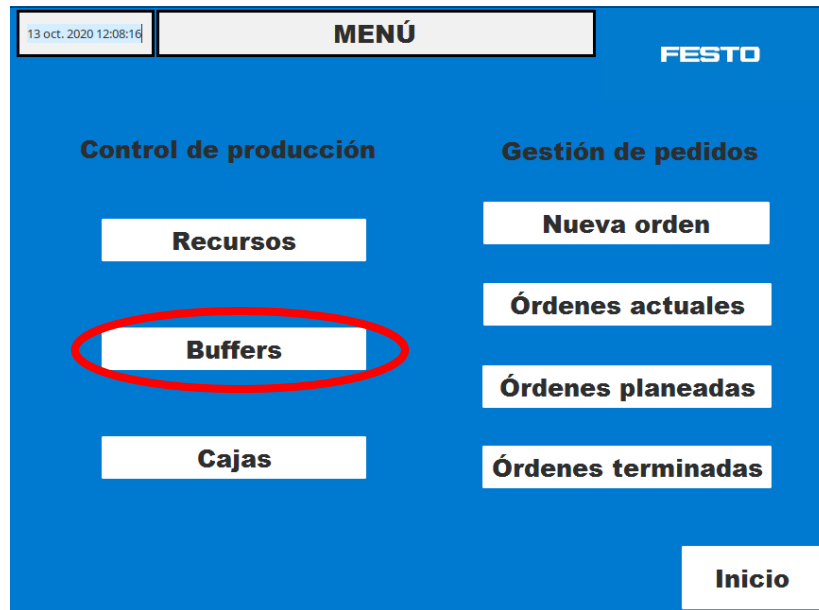 13 oct. 2020 12:08:16
MENÚ
FESTO
Control de producción
Recursos
Buffers
Cajas
Gestión de pedidos
Nueva orden
Órdenes actuales
Órdenes planeadas
Órdenes terminadas
Inicio